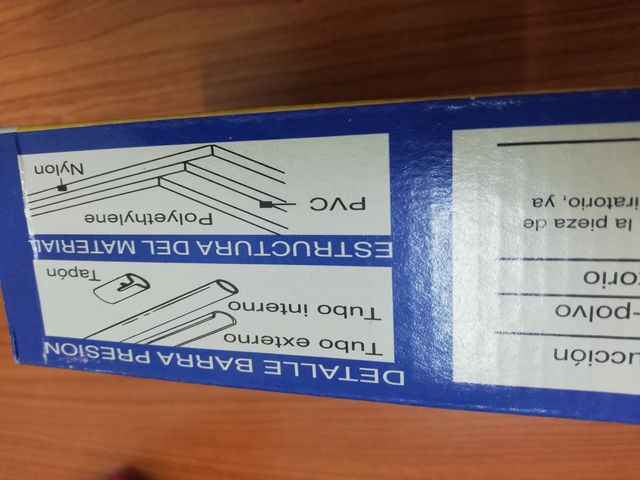 DETALLE BARRA PRESION
Tubo externo
Tubo interno
Tapón
ESTRUCTURA DEL MATERIAL
PVC
Polyethylene
Nylon
ucción
-polvo
orio
la pieza de
iratorio, ya